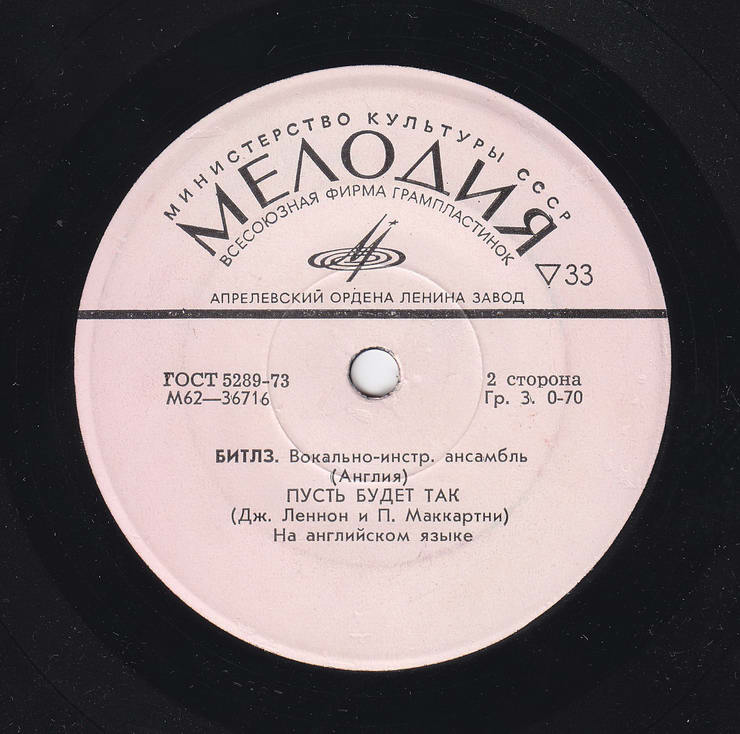 МИНИСТЕРСТВО КУЛЬТУРЫ СССР
МЕЛОДИЯ
ВСЕСОЮЗНАЯ ФИРМА ГРАМПЛАСТИНОК
▽33
АПРЕЛЕВСКИЙ ОРДЕНА ЛЕНИНА ЗАВОД
ГОСТ 5289-73
2 сторона
М62—36716
Гр. 3. 0-70
БИТЛЗ. Вокально-инстр. ансамбль
(Англия)
ПУСТЬ БУДЕТ ТАК
(Дж. Леннон и П. Маккартни)
На английском языке